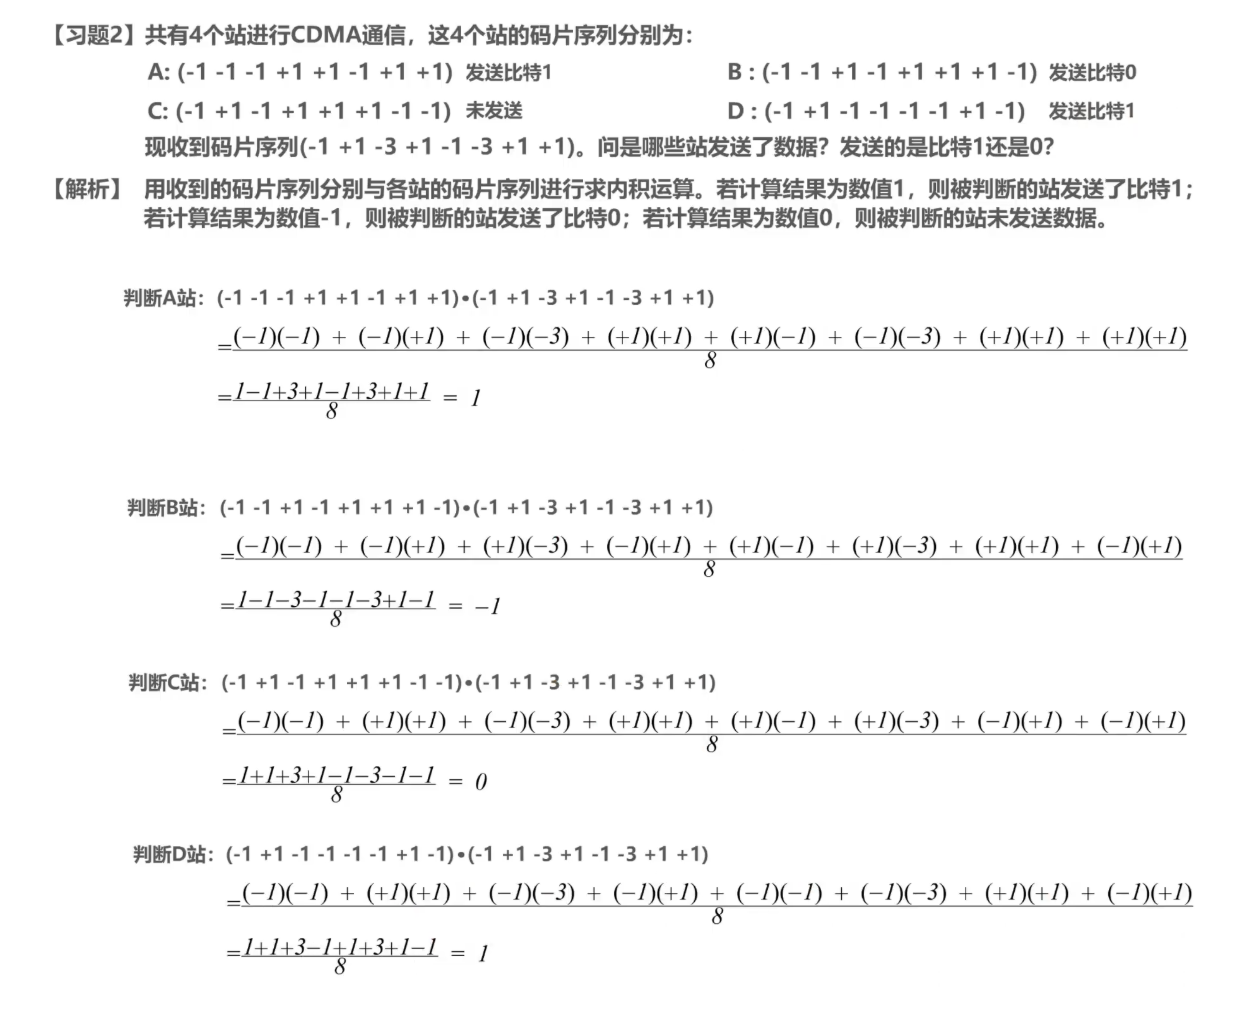 【习题2】共有4个站进行CDMA通信，这4个站的码片序列分别为：
A: (-1 -1 -1 +1 +1 -1 +1 +1) 发送比特1 B : (-1 -1 +1 -1 +1 +1 +1 -1) 发送比特0
C: (-1 +1 -1 +1 +1 +1 -1 -1) 未发送 D : (-1 +1 -1 -1 -1 -1 +1 -1) 发送比特1
现收到码片序列(-1 +1 -3 +1 -1 -3 +1 +1)。问是哪些站发送了数据？发送的是比特1还是0？
【解析】 用收到的码片序列分别与各站的码片序列进行求内积运算。若计算结果为数值1，则被判断的站发送了比特1；
若计算结果为数值-1，则被判断的站发送了比特0；若计算结果为数值0，则被判断的站未发送数据。
判断A站：(-1 -1 -1 +1 +1 -1 +1 +1)•(-1 +1 -3 +1 -1 -3 +1 +1)
=(−1)(−1) + (−1)(+1) + (−1)(−3) + (+1)(+1) + (+1)(−1) + (−1)(−3) + (+1)(+1) + (+1)(+1)
8
=1−1+3+1−1+3+1+1 = 1
8
判断B站：(-1 -1 +1 -1 +1 +1 +1 -1)•(-1 +1 -3 +1 -1 -3 +1 +1)
=(−1)(−1) + (−1)(+1) + (+1)(−3) + (−1)(+1) + (+1)(−1) + (+1)(−3) + (+1)(+1) + (−1)(+1)
8
=1−1−3−1−1−3+1−1 = −1
8
判断C站：(-1 +1 -1 +1 +1 +1 -1 -1)•(-1 +1 -3 +1 -1 -3 +1 +1)
=(−1)(−1) + (+1)(+1) + (−1)(−3) + (+1)(+1) + (+1)(−1) + (+1)(−3) + (−1)(+1) + (−1)(+1)
8
=1+1+3+1−1−3−1−1 = 0
8
判断D站：(-1 +1 -1 -1 -1 -1 +1 -1)•(-1 +1 -3 +1 -1 -3 +1 +1)
=(−1)(−1) + (+1)(+1) + (−1)(−3) + (−1)(+1) + (−1)(−1) + (−1)(−3) + (+1)(+1) + (−1)(+1)
8
=1+1+3−1+1+3+1−1 = 1
8